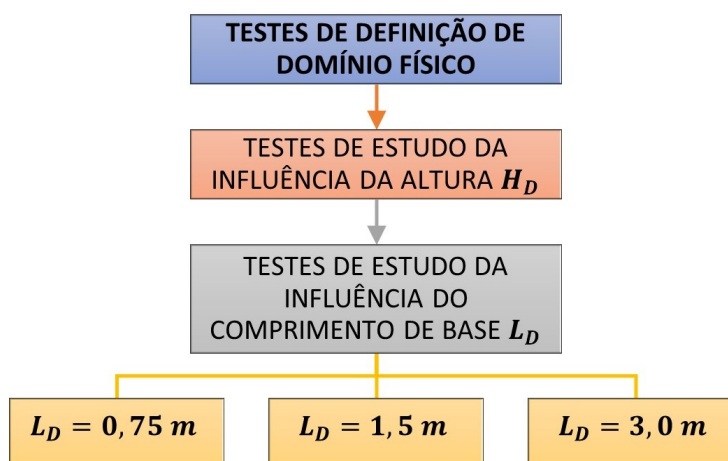 TESTES DE DEFINIÇÃO DE
DOMÍNIO FÍSICO
TESTES DE ESTUDO DA
INFLUÊNCIA DA ALTURA H_D
TESTES DE ESTUDO DA
INFLUÊNCIA DO
COMPRIMENTO DE BASE L_D
L_D = 0,75 m
L_D = 1,5 m
L_D = 3,0 m